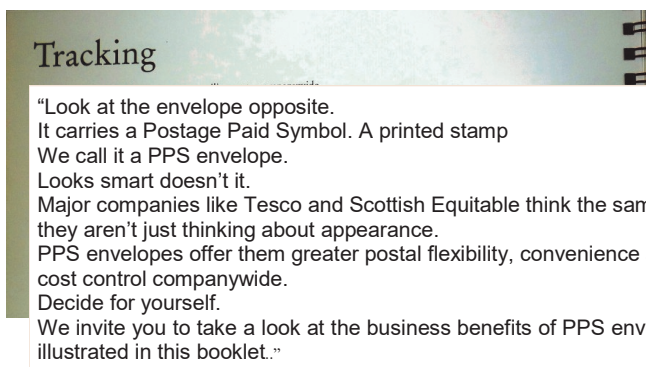 Tracking
“Look at the envelope opposite.
It carries a Postage Paid Symbol. A printed stamp
We call it a PPS envelope.
Looks smart doesn’t it.
Major companies like Tesco and Scottish Equitable think the
they aren’t just thinking about appearance.
PPS envelopes offer them greater postal flexibility, convenience
cost control companywide.
Decide for yourself.
We invite you to take a look at the business benefits of PPS
illustrated in this booklet..”